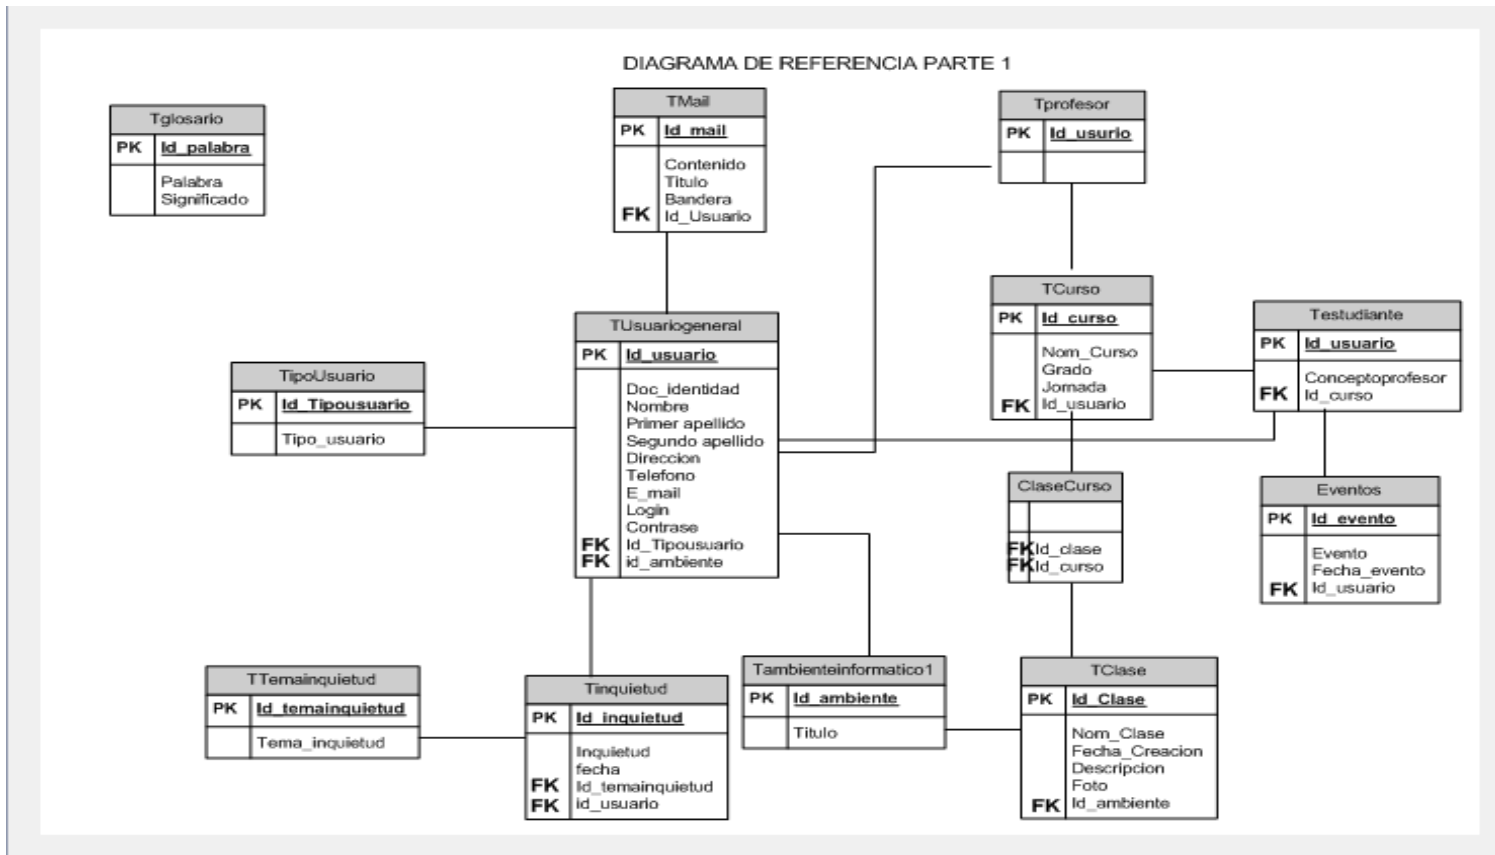 DIAGRAMA DE REFERENCIA PARTE 1
Tglosario
PK Id_palabra
Palabra
Significado
TMail
PK Id_mail
Contenido
Titulo
Bandera
FK Id_Usuario
Tprofesor
PK Id_usurio
TUsuariogeneral
PK Id_usuario
Doc_identidad
Nombre
Primer apellido
Segundo apellido
Direccion
Telefono
E_mail
Login
Contrase
FK Id_Tipousuario
FK id_ambiente
TCurso
PK Id_curso
Nom_Curso
Grado
Jornada
FK Id_usuario
Testudiante
PK Id_usuario
Conceptoprofesor
FK Id_curso
TipoUsuario
PK Id_Tipousuario
Tipo_usuario
ClaseCurso
FK Id_clase
FK Id_curso
Eventos
PK Id_evento
Evento
Fecha_evento
FK Id_usuario
TTemainquietud
PK Id_temainquietud
Tema_inquietud
Tinquietud
PK Id_inquietud
Inquietud
fecha
FK Id_temainquietud
FK id_usuario
Tambienteinformatico1
PK Id_ambiente
Titulo
TClase
PK Id_Clase
Nom_Clase
Fecha_Creacion
Descripcion
Foto
FK Id_ambiente